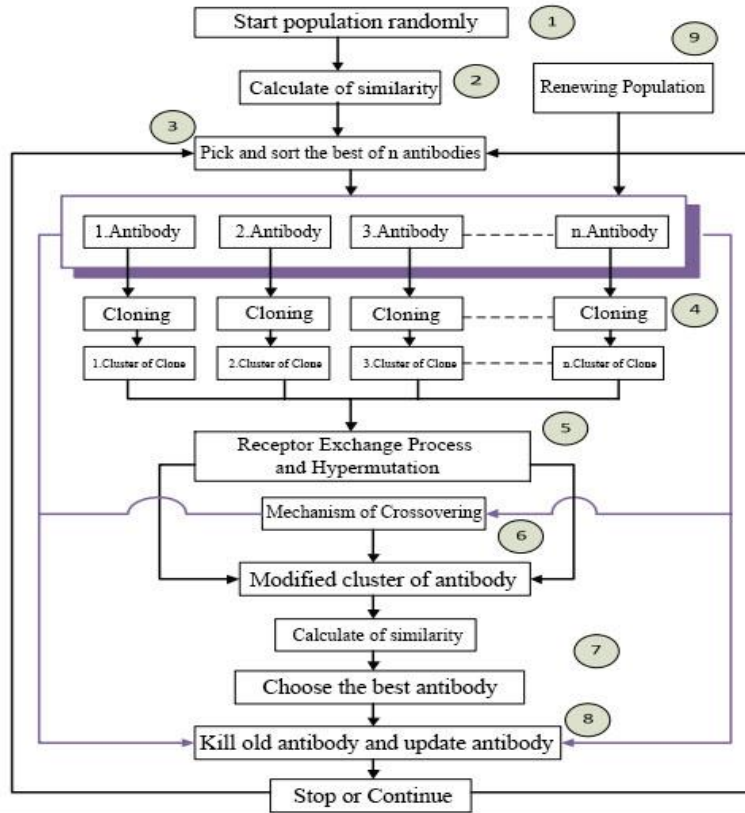 Start population randomly
1
9
Calculate of similarity
2
Renewing Population
3
Pick and sort the best of n antibodies
1.Antibody
2.Antibody
3.Antibody
n.Antibody
Cloning
Cloning
Cloning
Cloning
4
1.Cluster of Clone
2.Cluster of Clone
3.Cluster of Clone
n.Cluster of Clone
5
Receptor Exchange Process
and Hypermutation
Mechanism of Crossovering
6
Modified cluster of antibody
Calculate of similarity
7
Choose the best antibody
8
Kill old antibody and update antibody
Stop or Continue